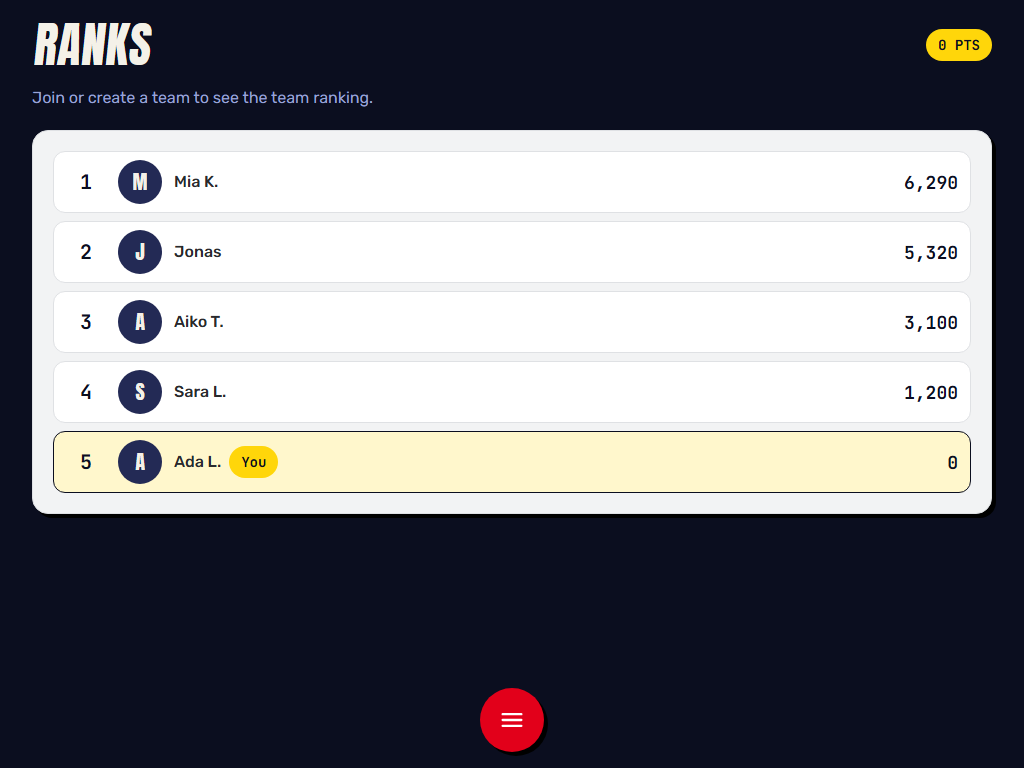 RANKS
0 PTS
Join or create a team to see the team ranking.
1 M Mia K. 6,290
2 J Jonas 5,320
3 A Aiko T. 3,100
4 S Sara L. 1,200
5 A Ada L. You 0